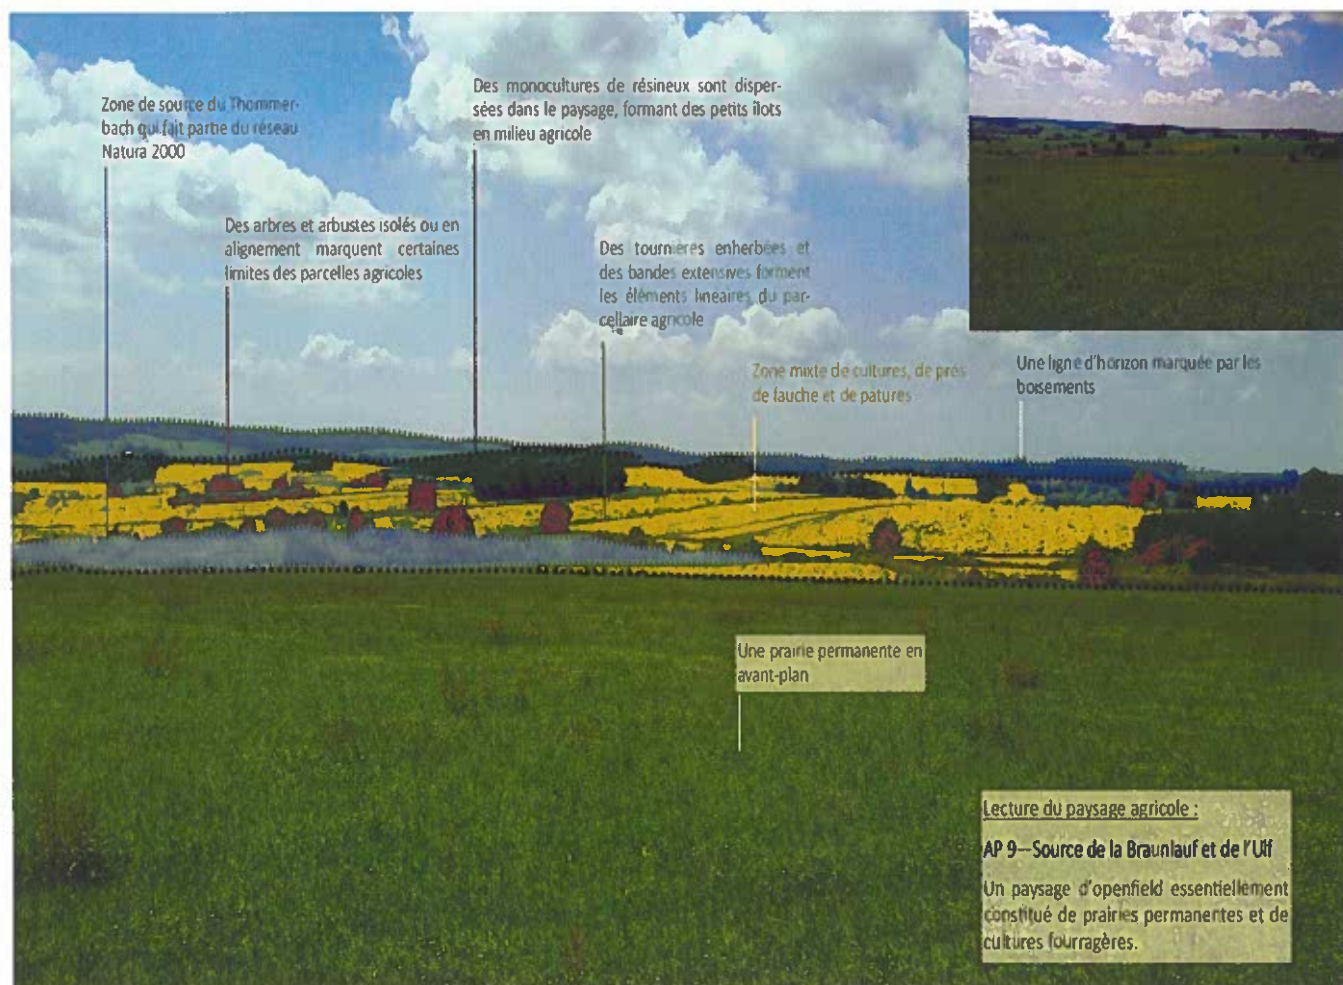 Zone de source du Thommer-
bach qui fait partie du réseau
Natura 2000
Des monocultures de résineux sont disper-
sées dans le paysage, formant des petits îlots
en milieu agricole
Des arbres et arbustes isolés ou en
alignement marquent certaines
limites des parcelles agricoles
Des tournières enherbées et
des bandes extensives forment
les éléments lineaires du par-
cellaire agricole
Zone mixte de cultures, de prés
de fauche et de patures
Une ligne d'horizon marquée par les
boisements
Une prairie permanente en
avant-plan
Lecture du paysage agricole :
AP 9—Source de la Braunlauf et de l'Ulf
Un paysage d'openfield essentiellement
constitué de prairies permanentes et de
cultures fourragères.